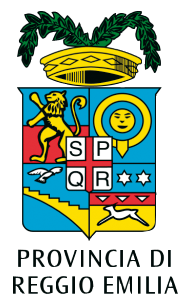 SP
QR
PROVINCIA DI
REGGIO EMILIA